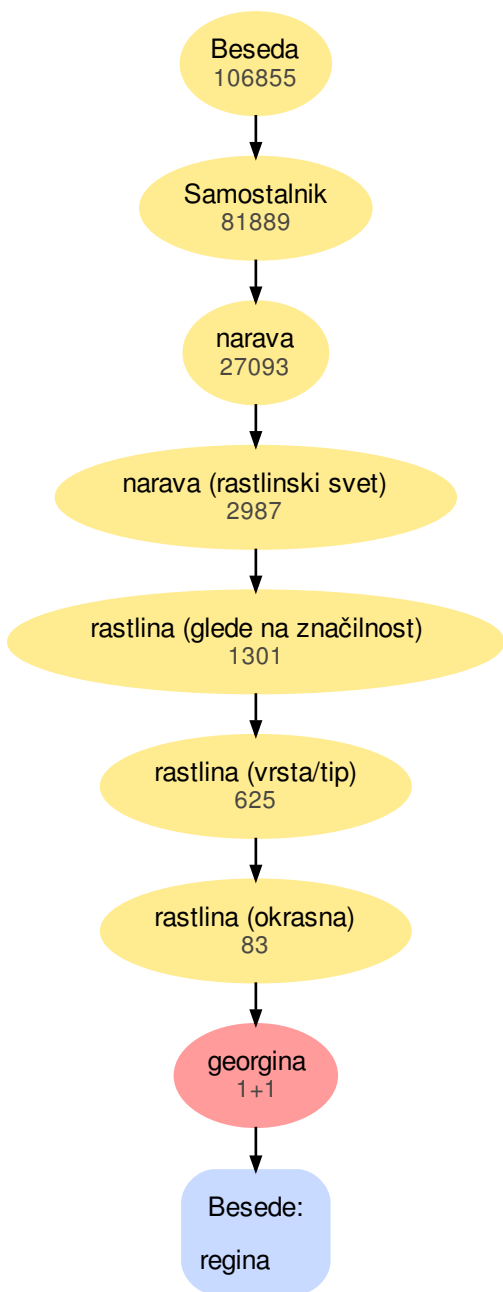 Beseda
106855
Samostalnik
81889
narava
27093
narava (rastlinski svet)
2987
rastlina (glede na značilnost)
1301
rastlina (vrsta/tip)
625
rastlina (okrasna)
83
georgina
1+1
Besede:
regina